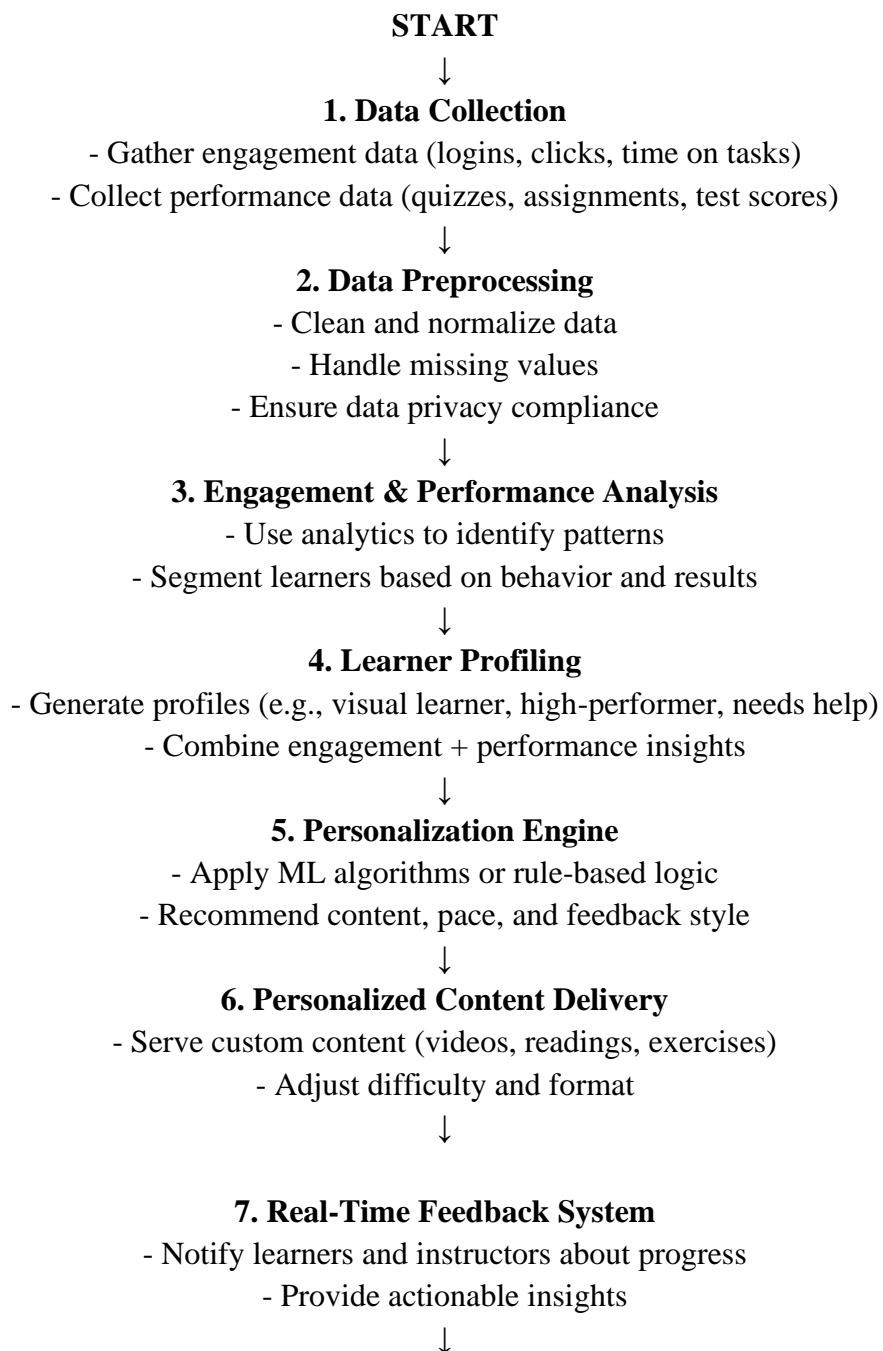 START
↓
1. Data Collection
- Gather engagement data (logins, clicks, time on tasks)
- Collect performance data (quizzes, assignments, test scores)
↓
2. Data Preprocessing
- Clean and normalize data
- Handle missing values
- Ensure data privacy compliance
↓
3. Engagement & Performance Analysis
- Use analytics to identify patterns
- Segment learners based on behavior and results
↓
4. Learner Profiling
- Generate profiles (e.g., visual learner, high-performer, needs help)
- Combine engagement + performance insights
↓
5. Personalization Engine
- Apply ML algorithms or rule-based logic
- Recommend content, pace, and feedback style
↓
6. Personalized Content Delivery
- Serve custom content (videos, readings, exercises)
- Adjust difficulty and format
↓
7. Real-Time Feedback System
- Notify learners and instructors about progress
- Provide actionable insights
↓